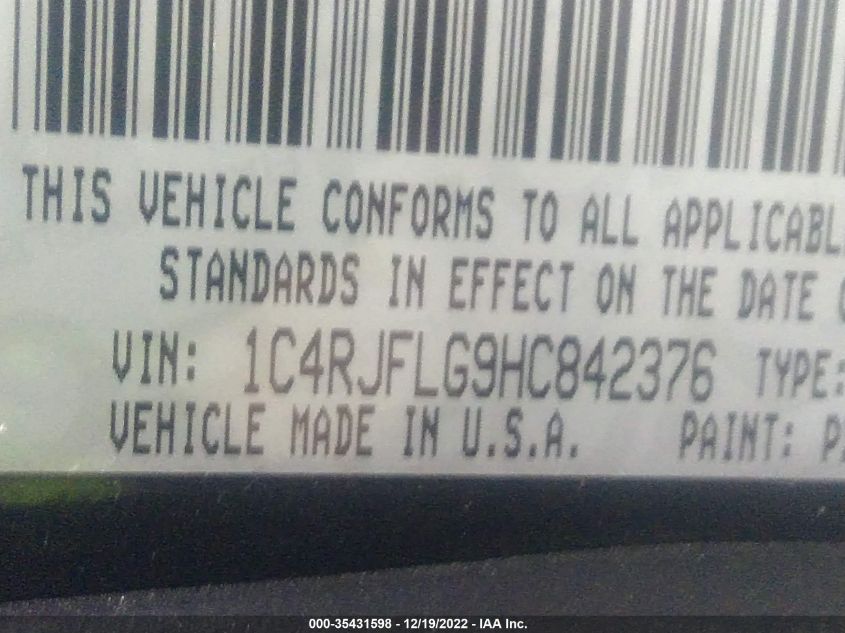 THIS VEHICLE CONFORMS TO ALL APPLICABL
STANDARDS IN EFFECT ON THE DATE
VIN: 1C4RJFLG9HC842376 TYPE:
VEHICLE MADE IN U.S.A. PAINT: P
000-35431598 - 12/19/2022 - IAA Inc.